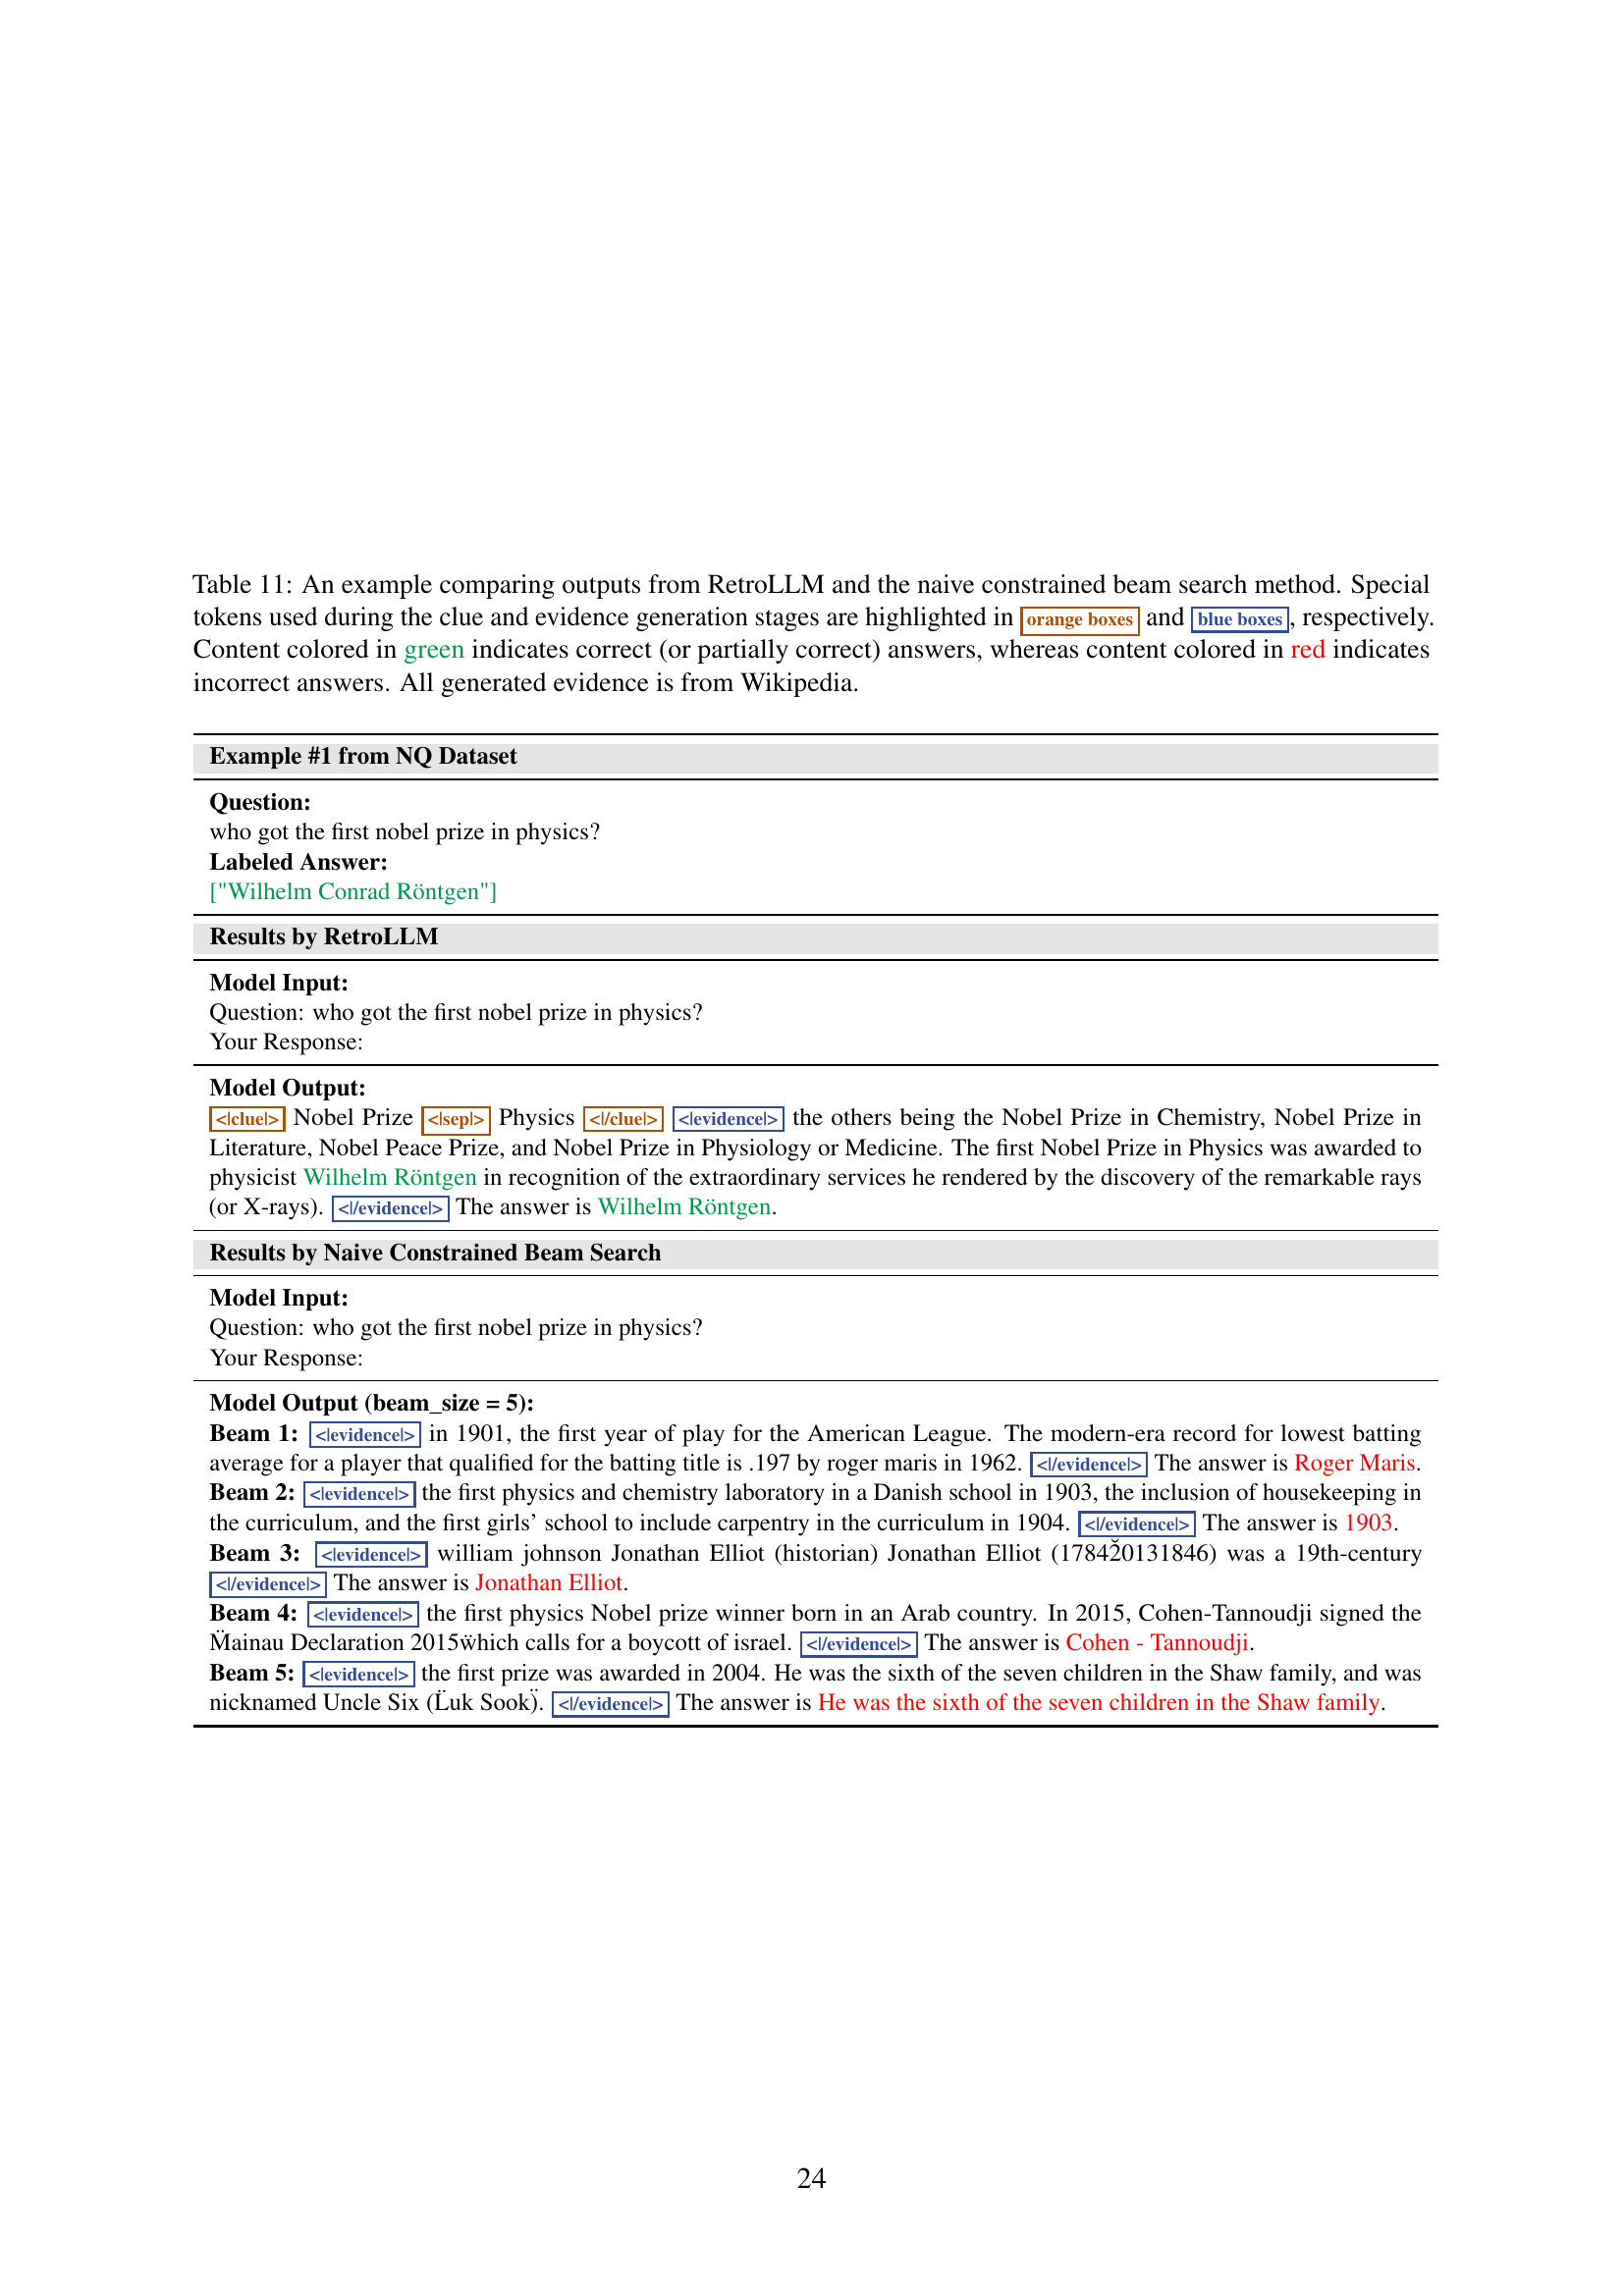 Table 11: An example comparing outputs from RetroLLM and the naive constrained beam search method. Special
tokens used during the clue and evidence generation stages are highlighted in orange boxes and blue boxes, respectively.
Content colored in green indicates correct (or partially correct) answers, whereas content colored in red indicates
incorrect answers. All generated evidence is from Wikipedia.
Example #1 from NQ Dataset
Question:
who got the first nobel prize in physics?
Labeled Answer:
["Wilhelm Conrad Röntgen"]
Results by RetroLLM
Model Input:
Question: who got the first nobel prize in physics?
Your Response:
Model Output:
<|clue|> Nobel Prize <|sep|> Physics <|/clue|> <|evidence|> the others being the Nobel Prize in Chemistry, Nobel Prize in
Literature, Nobel Peace Prize, and Nobel Prize in Physiology or Medicine. The first Nobel Prize in Physics was awarded to
physicist Wilhelm Röntgen in recognition of the extraordinary services he rendered by the discovery of the remarkable rays
(or X-rays). <|/evidence|> The answer is Wilhelm Röntgen.
Results by Naive Constrained Beam Search
Model Input:
Question: who got the first nobel prize in physics?
Your Response:
Model Output (beam_size = 5):
Beam 1: <|evidence|> in 1901, the first year of play for the American League. The modern-era record for lowest batting
average for a player that qualified for the batting title is .197 by roger maris in 1962. <|/evidence|> The answer is Roger Maris.
Beam 2: <|evidence|> the first physics and chemistry laboratory in a Danish school in 1903, the inclusion of housekeeping in
the curriculum, and the first girls’ school to include carpentry in the curriculum in 1904. <|/evidence|> The answer is 1903.
Beam 3: <|evidence|> william johnson Jonathan Elliot (historian) Jonathan Elliot (17842̆0131846) was a 19th-century
<|/evidence|> The answer is Jonathan Elliot.
Beam 4: <|evidence|> the first physics Nobel prize winner born in an Arab country. In 2015, Cohen-Tannoudji signed the
M̈ainau Declaration 2015ẅhich calls for a boycott of israel. <|/evidence|> The answer is Cohen - Tannoudji.
Beam 5: <|evidence|> the first prize was awarded in 2004. He was the sixth of the seven children in the Shaw family, and was
nicknamed Uncle Six (L̈uk Sook)̈. <|/evidence|> The answer is He was the sixth of the seven children in the Shaw family.
24